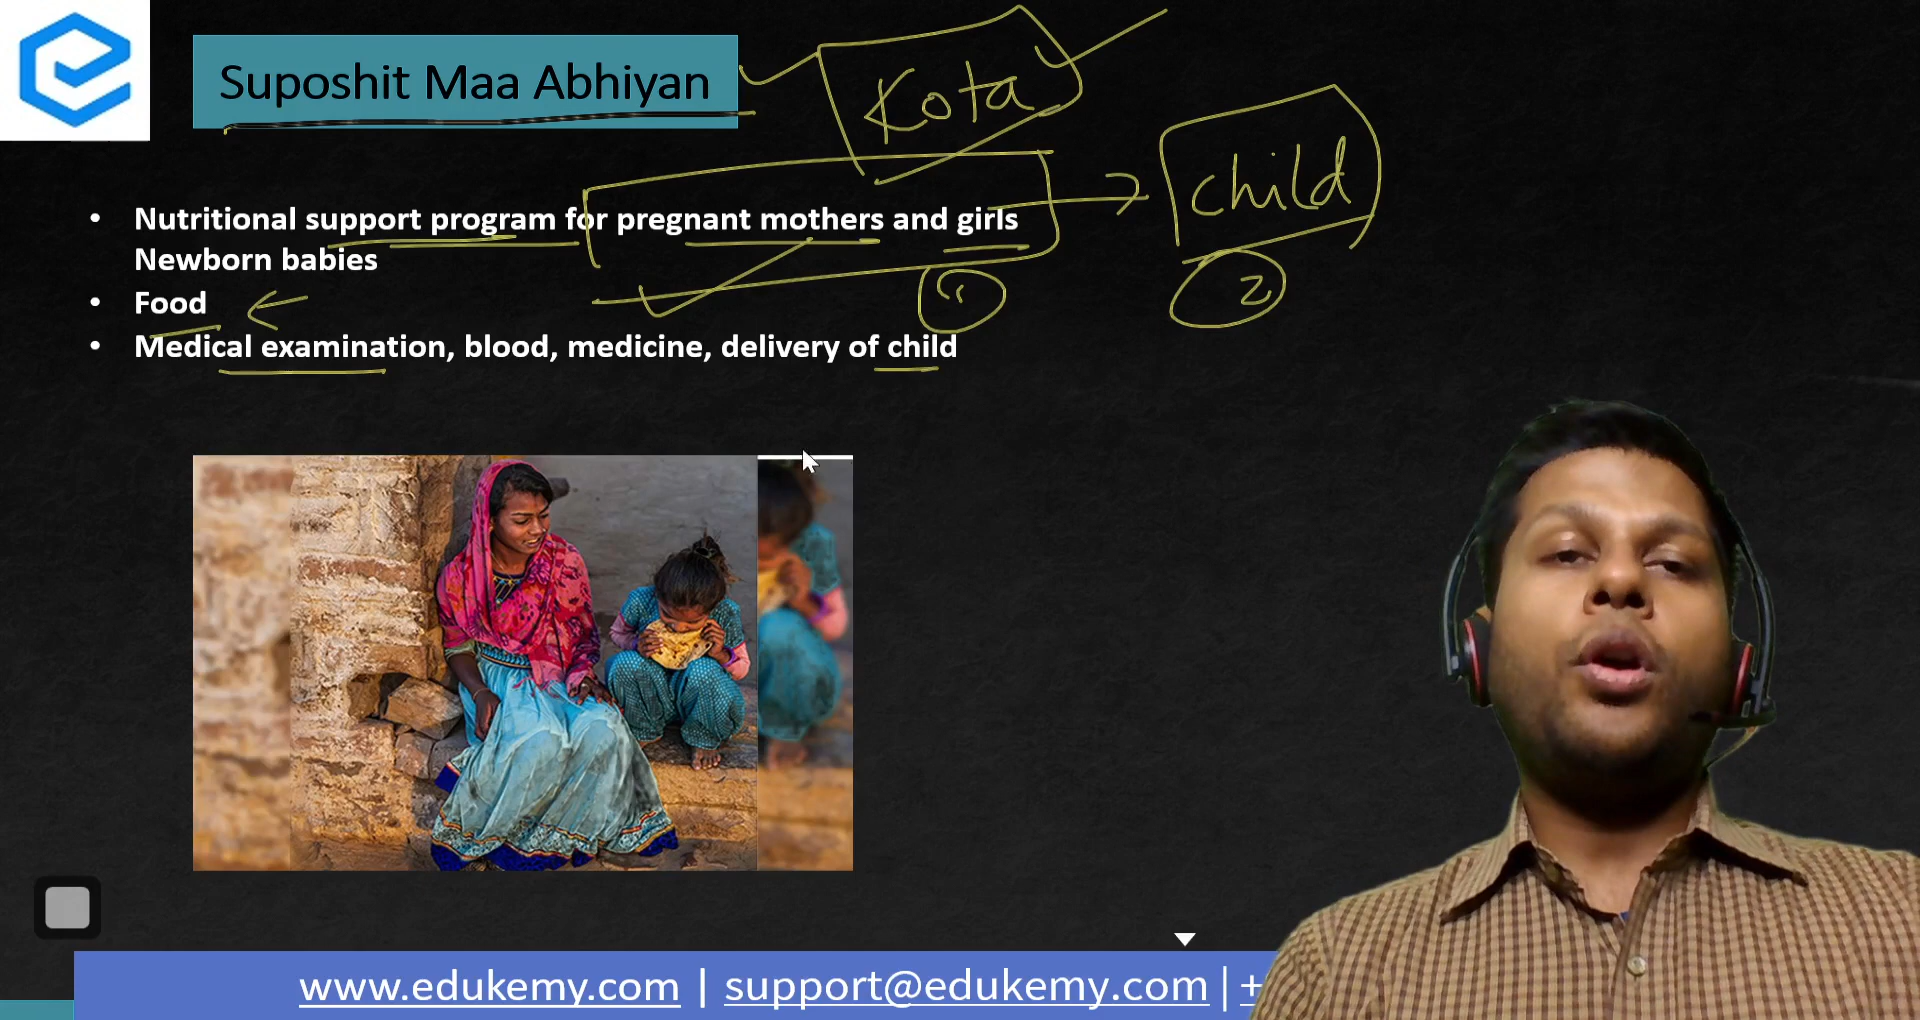 Suposhit Maa Abhiyan
Kota
child
• Nutritional support program for pregnant mothers and girls
Newborn babies
1
2
• Food
• Medical examination, blood, medicine, delivery of child
www.edukemy.com | support@edukemy.com | +